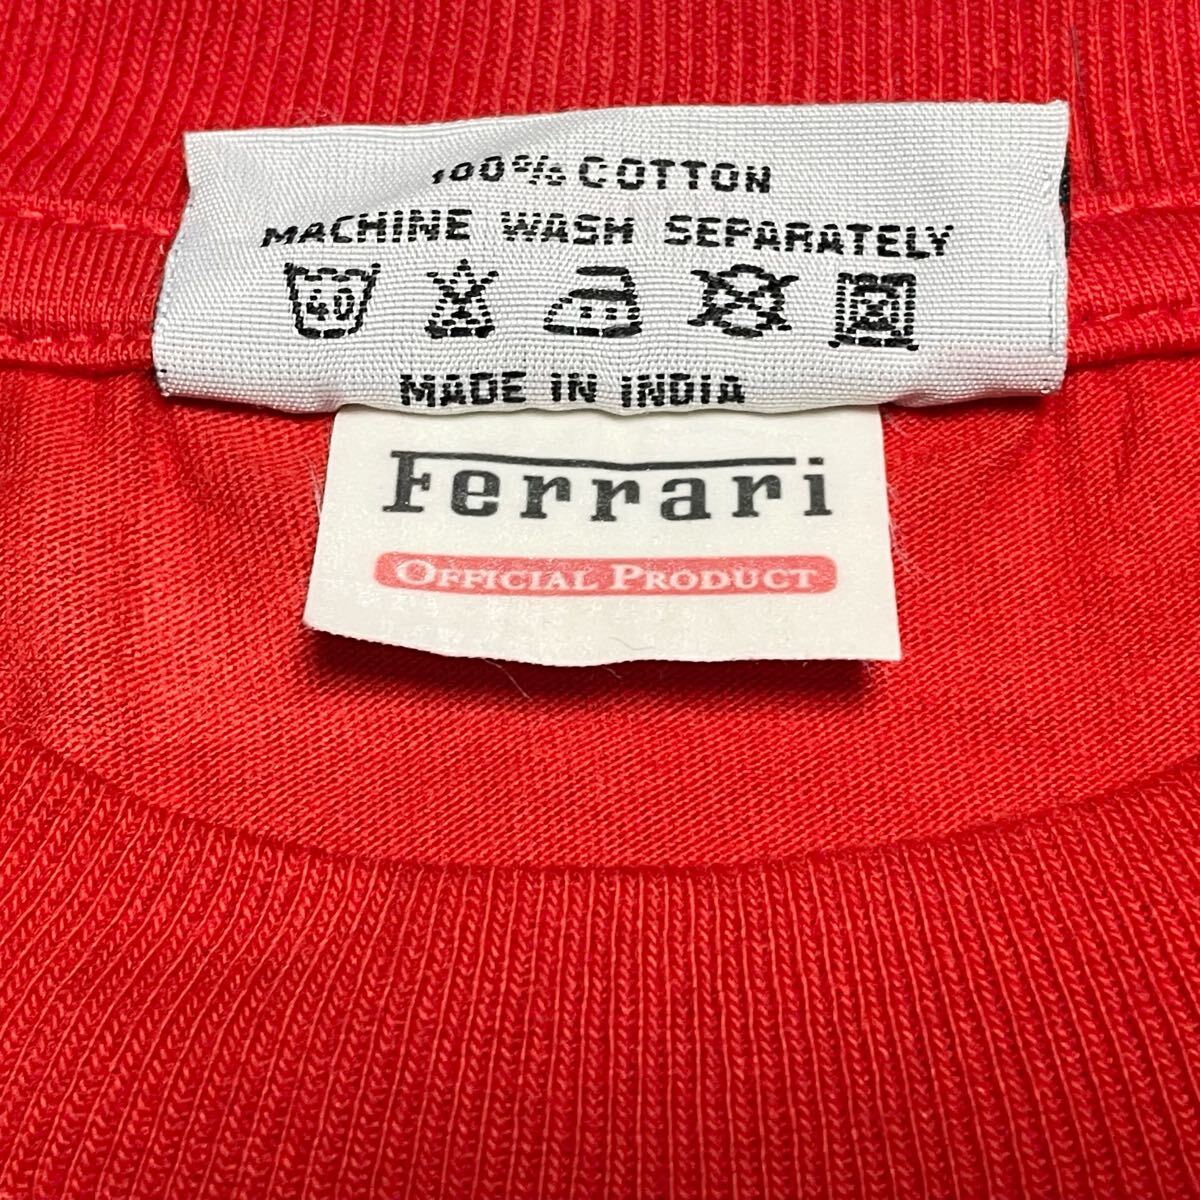 100% COTTON
MACHINE WASH SEPARATELY
40
MADE IN INDIA
Ferrari
OFFICIAL PRODUCT